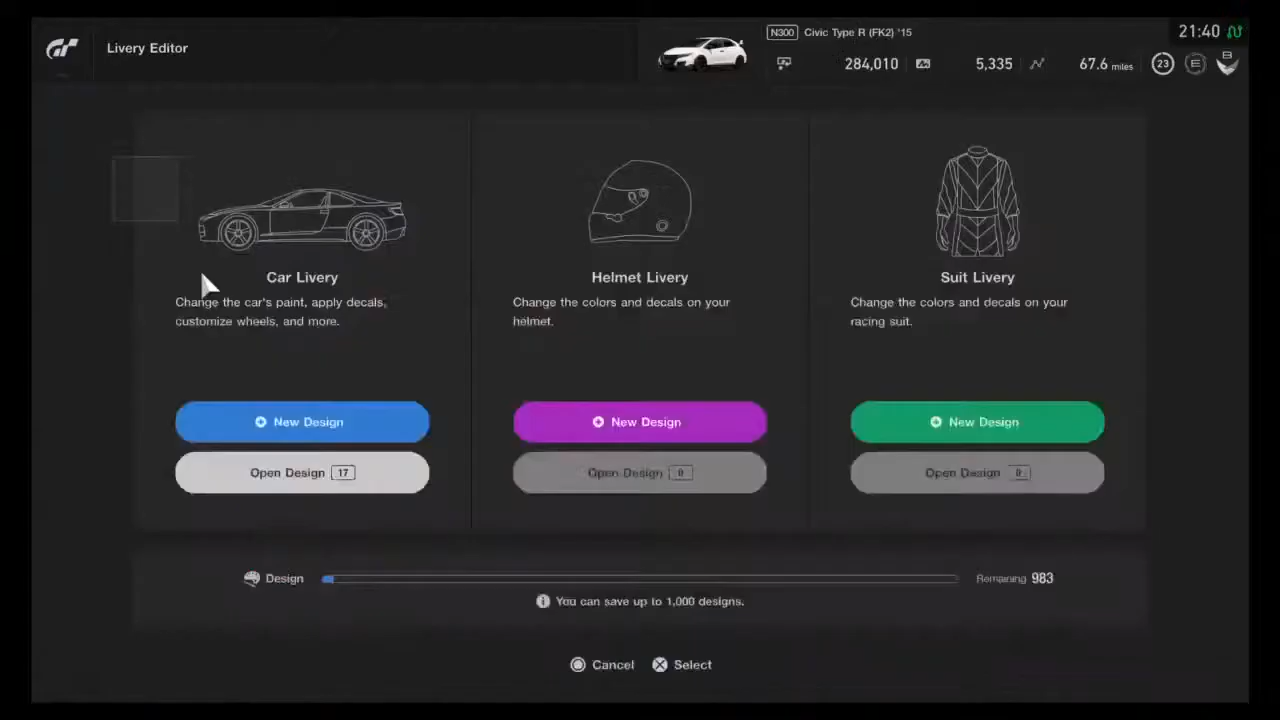 GT
Livery Editor
N300 Civic Type R (FK2) '15
284,010
5,335
67.6 miles
23
E
B
21:40
Car Livery
Change the car's paint, apply decals,
customize wheels, and more.
New Design
Open Design 17
Helmet Livery
Change the colors and decals on your
helmet.
New Design
Open Design 0
Suit Livery
Change the colors and decals on your
racing suit.
New Design
Open Design 0
Design
Remaining 983
You can save up to 1,000 designs.
Cancel
Select